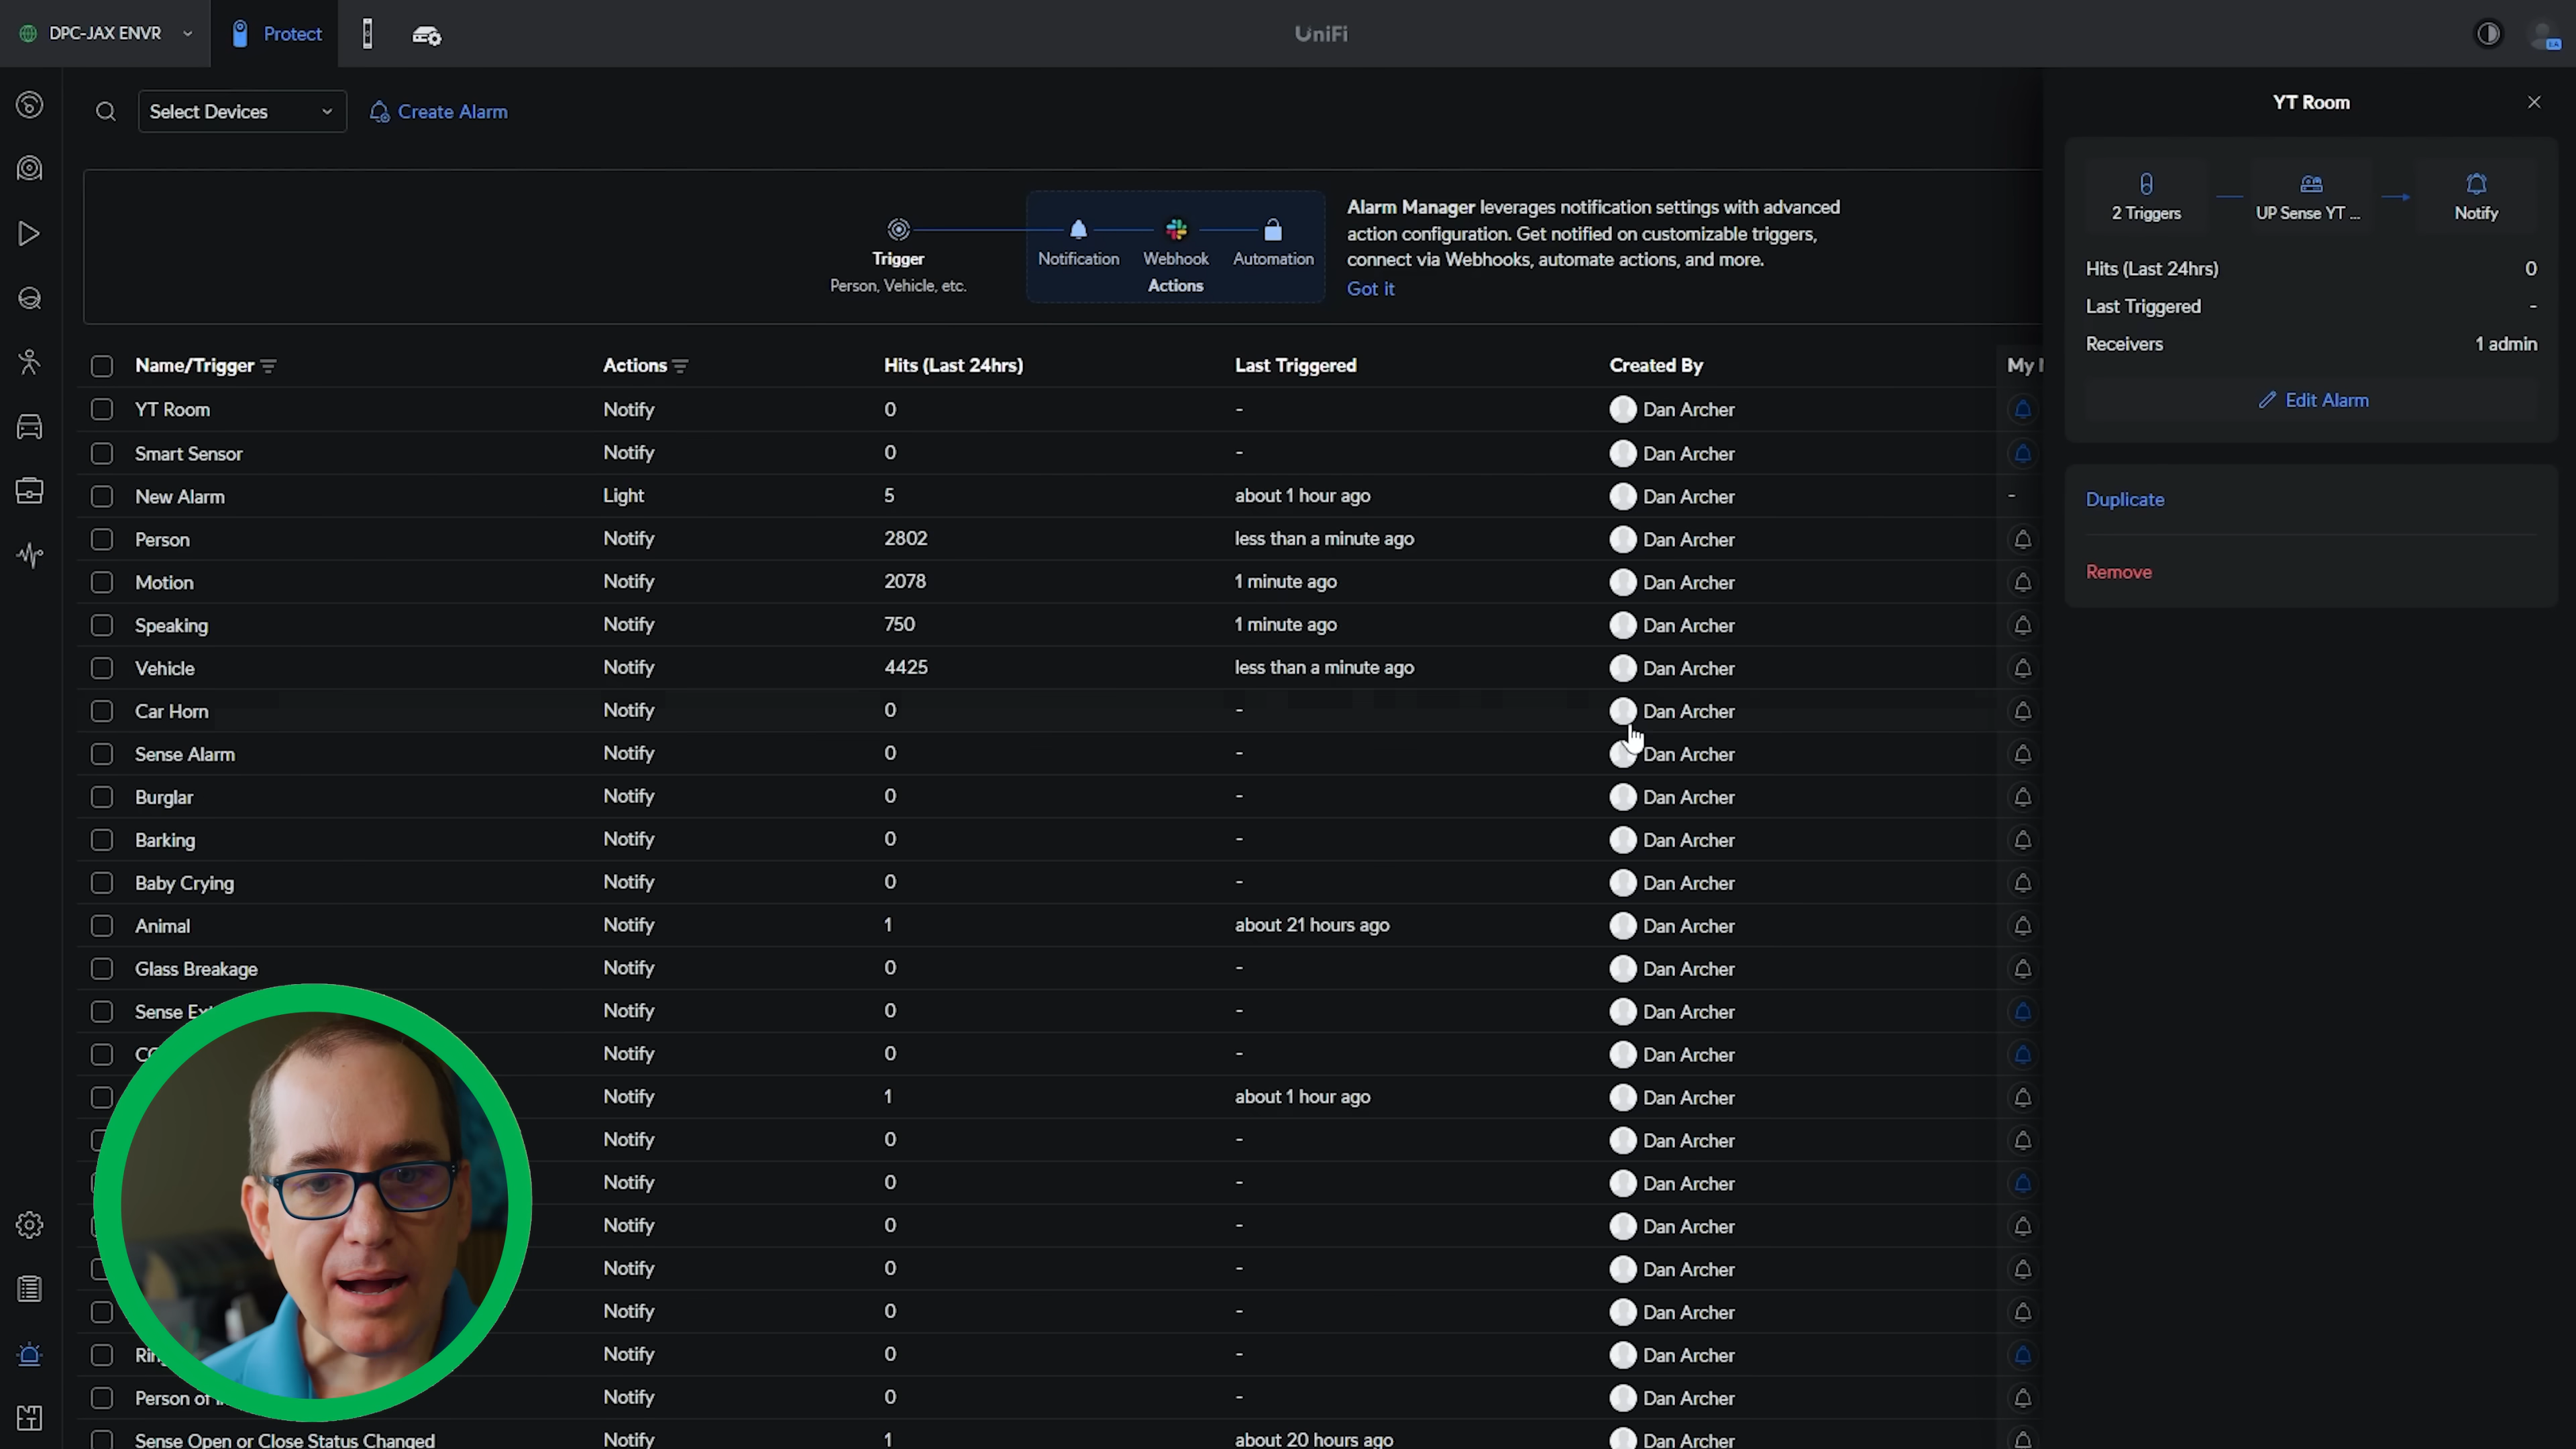 DPC-JAX ENVR
Protect
UniFi
EA
Select Devices
Create Alarm
Trigger
Person, Vehicle, etc.
Notification
Webhook
Automation
Actions
Alarm Manager leverages notification settings with advanced
action configuration. Get notified on customizable triggers,
connect via Webhooks, automate actions, and more.
Got it
Name/Trigger Actions Hits (Last 24hrs) Last Triggered Created By My
YT Room Notify 0 - Dan Archer
Smart Sensor Notify 0 - Dan Archer
New Alarm Light 5 about 1 hour ago Dan Archer -
Person Notify 2802 less than a minute ago Dan Archer
Motion Notify 2078 1 minute ago Dan Archer
Speaking Notify 750 1 minute ago Dan Archer
Vehicle Notify 4425 less than a minute ago Dan Archer
Car Horn Notify 0 - Dan Archer
Sense Alarm Notify 0 - Dan Archer
Burglar Notify 0 - Dan Archer
Barking Notify 0 - Dan Archer
Baby Crying Notify 0 - Dan Archer
Animal Notify 1 about 21 hours ago Dan Archer
Glass Breakage Notify 0 - Dan Archer
Sense Notify 0 - Dan Archer
Notify 0 - Dan Archer
Notify 1 about 1 hour ago Dan Archer
Notify 0 - Dan Archer
Notify 0 - Dan Archer
Notify 0 - Dan Archer
Notify 0 - Dan Archer
Notify 0 - Dan Archer
Notify 0 - Dan Archer
Person of Notify 0 - Dan Archer
Sense Open or Close Status Changed Notify 1 about 20 hours ago Dan Archer
YT Room
2 Triggers
UP Sense YT ...
Notify
Hits (Last 24hrs) 0
Last Triggered -
Receivers 1 admin
Edit Alarm
Duplicate
Remove